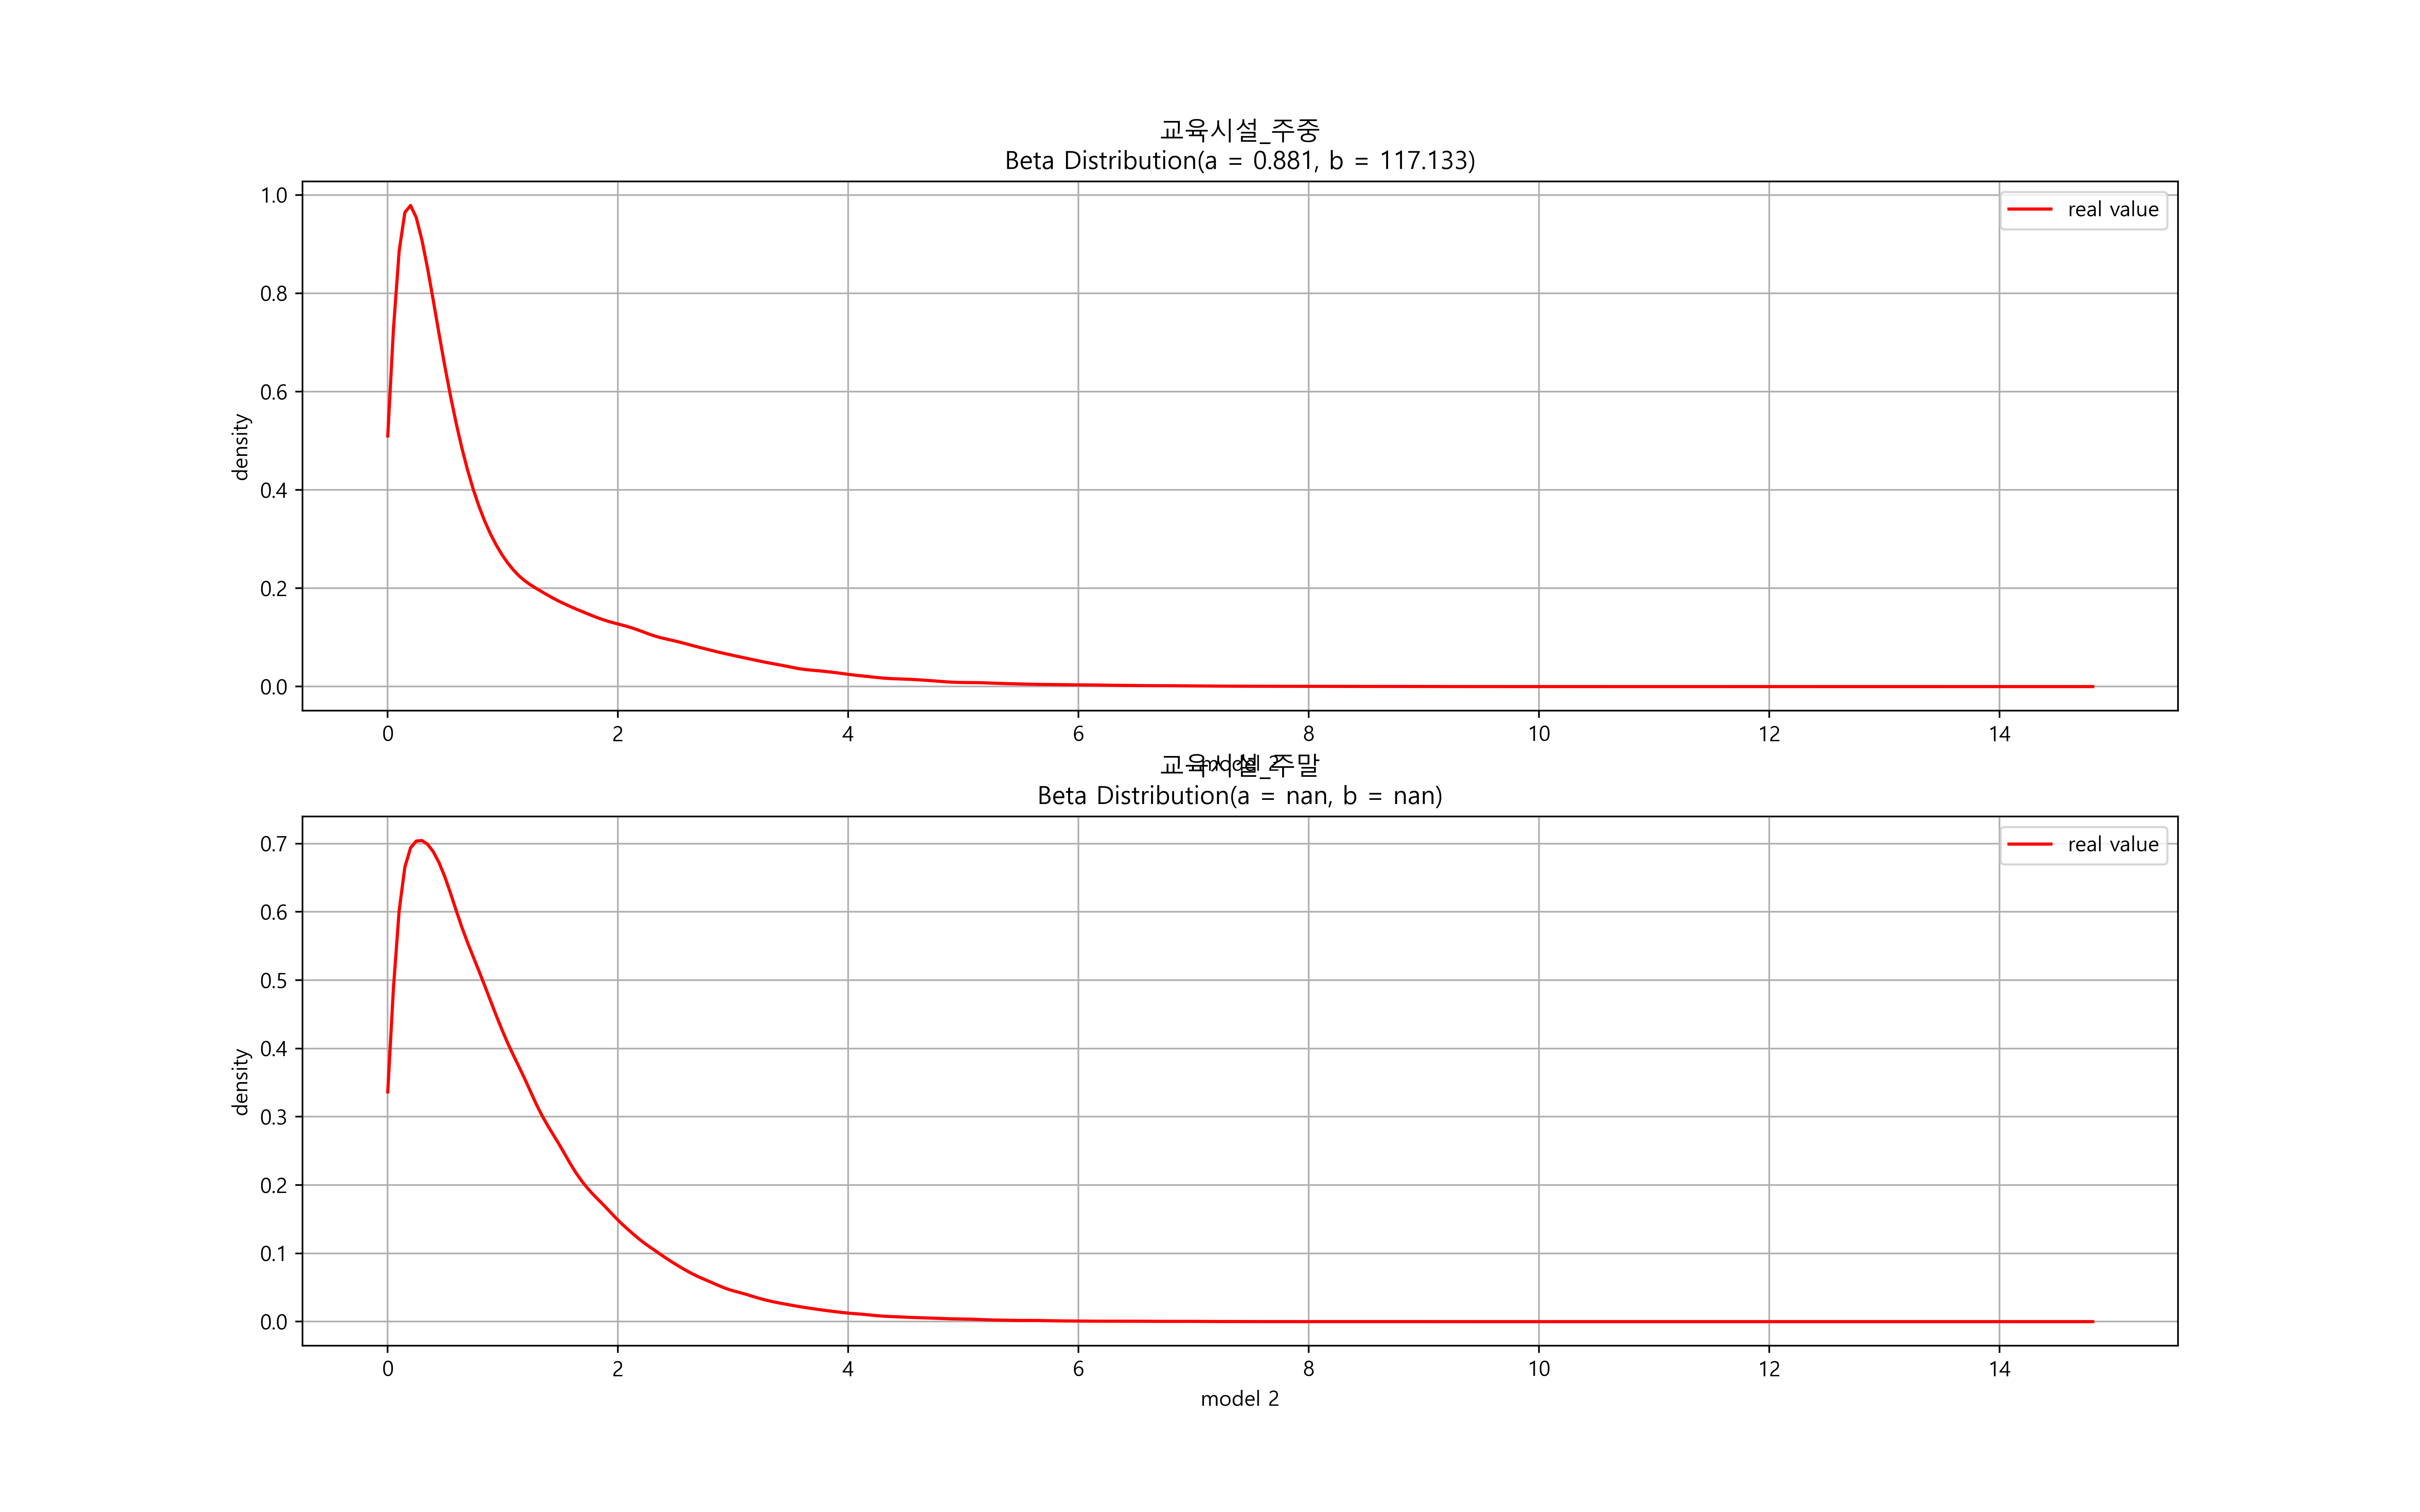 교육시설_주중
Beta Distribution(a = 0.881, b = 117.133)
1.0
0.8
0.6
0.4
0.2
0.0
density
real value
0 2 4 6 8 10 12 14
model 2
교육시설_주말
Beta Distribution(a = nan, b = nan)
0.7
0.6
0.5
0.4
0.3
0.2
0.1
0.0
density
real value
0 2 4 6 8 10 12 14
model 2